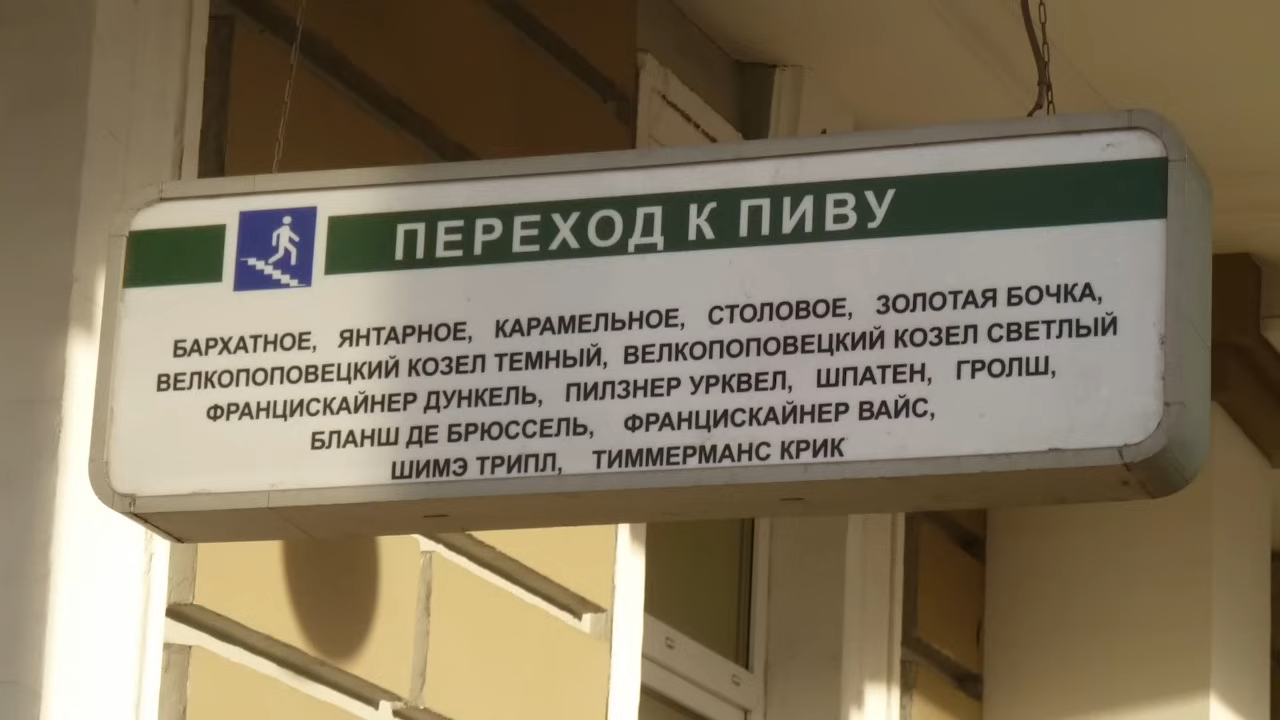 ПЕРЕХОД К ПИВУ
БАРХАТНОЕ, ЯНТАРНОЕ, КАРАМЕЛЬНОЕ, СТОЛОВОЕ, ЗОЛОТАЯ БОЧКА,
ВЕЛКОПОПОВЕЦКИЙ КОЗЕЛ ТЕМНЫЙ, ВЕЛКОПОПОВЕЦКИЙ КОЗЕЛ СВЕТЛЫЙ
ФРАНЦИСКАЙНЕР ДУНКЕЛЬ, ПИЛЗНЕР УРКВЕЛ, ШПАТЕН, ГРОЛШ,
БЛАНШ ДЕ БРЮССЕЛЬ, ФРАНЦИСКАЙНЕР ВАЙС,
ШИМЭ ТРИПЛ, ТИММЕРМАНС КРИК